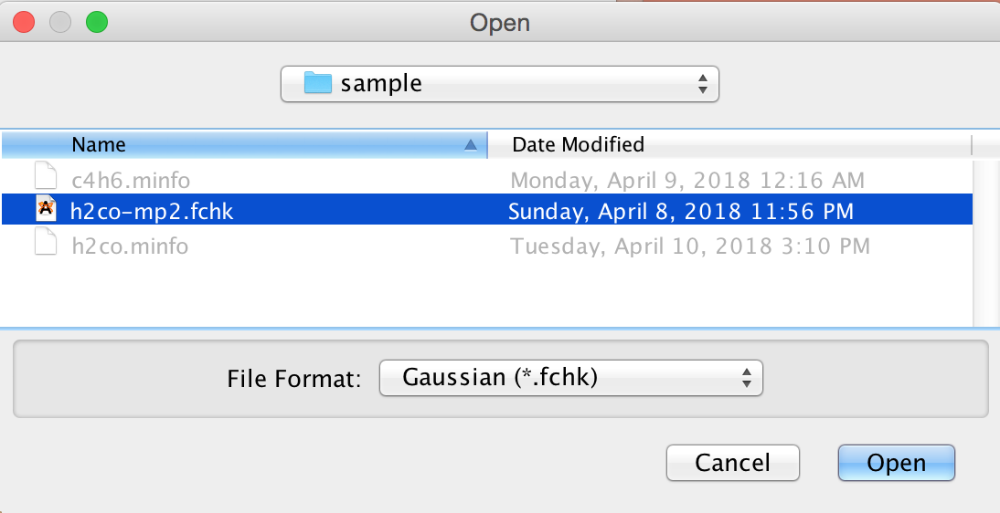 Open
sample
Name Date Modified
c4h6.minfo Monday, April 9, 2018 12:16 AM
h2co-mp2.fchk Sunday, April 8, 2018 11:56 PM
h2co.minfo Tuesday, April 10, 2018 3:10 PM
File Format: Gaussian (*.fchk)
Cancel Open